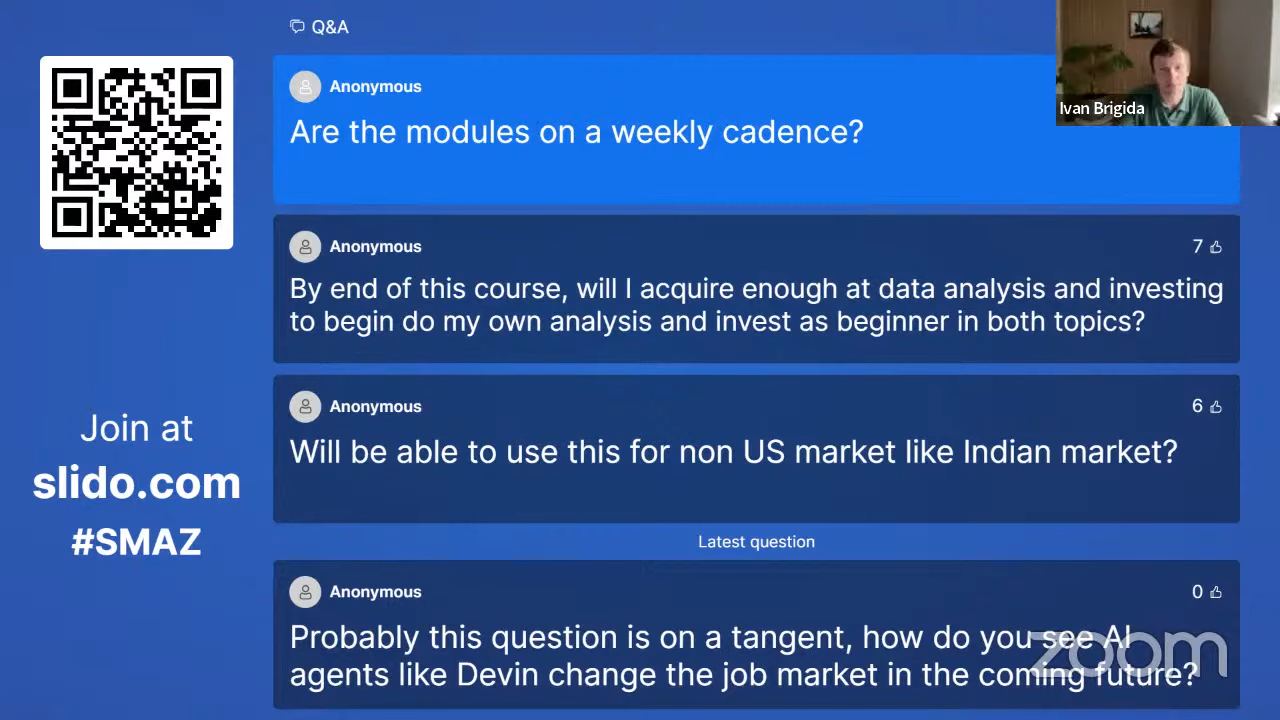 Q&A
Anonymous
Are the modules on a weekly cadence?
Ivan Brigida
Anonymous
7
By end of this course, will I acquire enough at data analysis and investing
to begin do my own analysis and invest as beginner in both topics?
Anonymous
6
Will be able to use this for non US market like Indian market?
Join at
slido.com
#SMAZ
Latest question
Anonymous
0
Probably this question is on a tangent, how do you see AI
agents like Devin change the job market in the coming future?
zoom